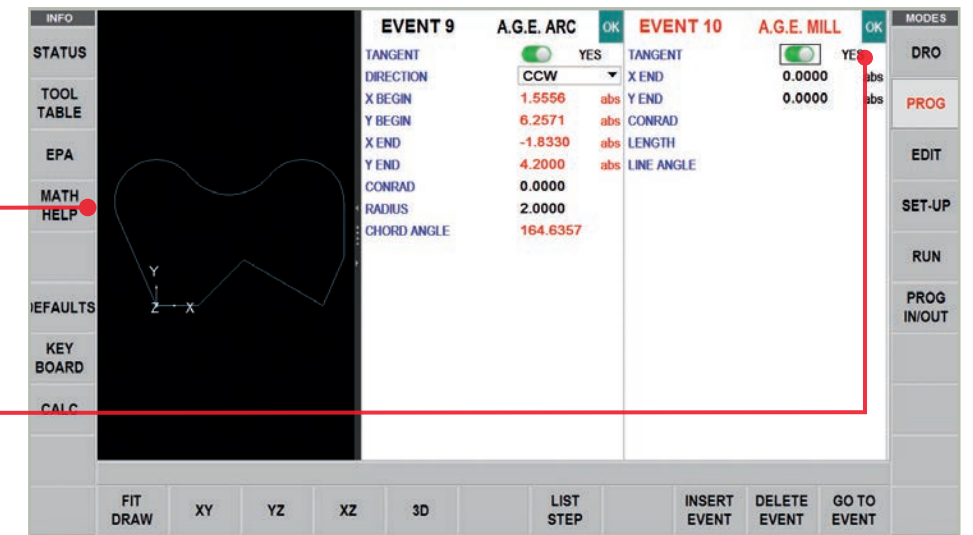 INFO
STATUS
TOOL
TABLE
EPA
MATH
HELP
DEFAULTS
KEY
BOARD
CALC
Y
Z X
EVENT 9 A.G.E. ARC OK
TANGENT YES
DIRECTION CCW
X BEGIN 1.5556 abs
Y BEGIN 6.2571 abs
X END -1.8330 abs
Y END 4.2000 abs
CONRAD 0.0000
RADIUS 2.0000
CHORD ANGLE 164.6357
EVENT 10 A.G.E. MILL OK
TANGENT YES
X END 0.0000 abs
Y END 0.0000 abs
CONRAD
LENGTH
LINE ANGLE
MODES
DRO
PROG
EDIT
SET-UP
RUN
PROG
IN/OUT
FIT
DRAW
XY
YZ
XZ
3D
LIST
STEP
INSERT
EVENT
DELETE
EVENT
GO TO
EVENT